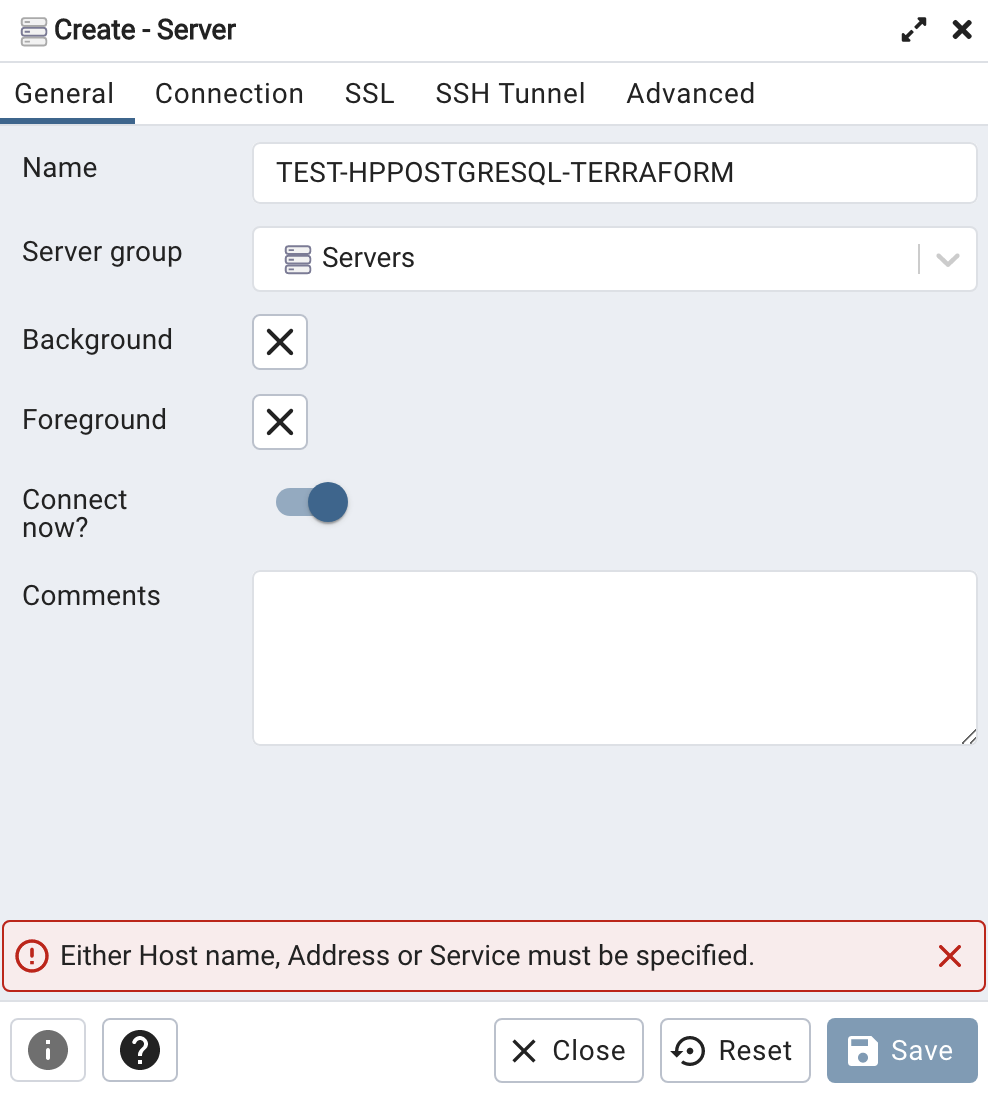 Create - Server
General Connection SSL SSH Tunnel Advanced
Name TEST-HPPOSTGRESQL-TERRAFORM
Server group Servers
Background
Foreground
Connect
now?
Comments
Either Host name, Address or Service must be specified.
Close Reset Save